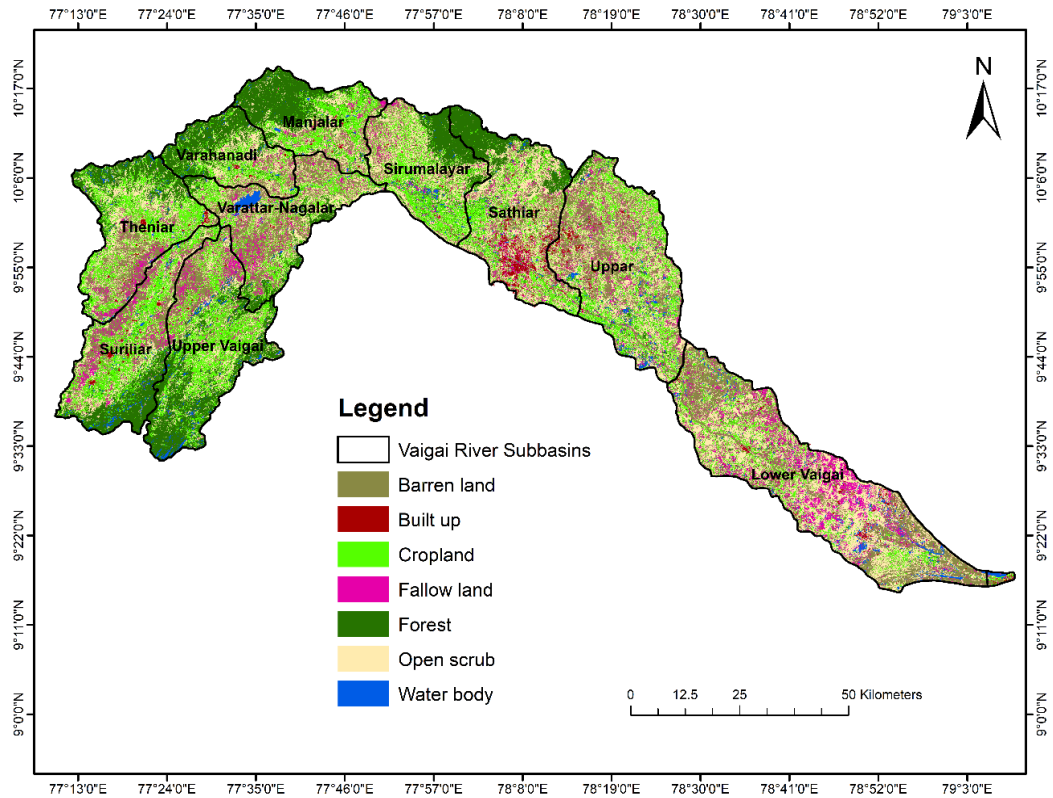 77°13'0"E 77°24'0"E 77°35'0"E 77°46'0"E 77°57'0"E 78°8'0"E 78°19'0"E 78°30'0"E 78°41'0"E 78°52'0"E 79°3'0"E
10°17'0"N 10°17'0"N
10°6'0"N 10°6'0"N
9°55'0"N 9°55'0"N
9°44'0"N 9°44'0"N
9°33'0"N 9°33'0"N
9°22'0"N 9°22'0"N
9°11'0"N 9°11'0"N
9°0'0"N 9°0'0"N
N
Manjalar
Varahanadi
Sirumalayar
Varattar-Nagalar
Sathiar
Theniar
Uppar
Suriliar
Upper Vaigai
Lower Vaigai
Legend
Vaigai River Subbasins
Barren land
Built up
Cropland
Fallow land
Forest
Open scrub
Water body
0 12.5 25 50 Kilometers
77°13'0"E 77°24'0"E 77°35'0"E 77°46'0"E 77°57'0"E 78°8'0"E 78°19'0"E 78°30'0"E 78°41'0"E 78°52'0"E 79°3'0"E